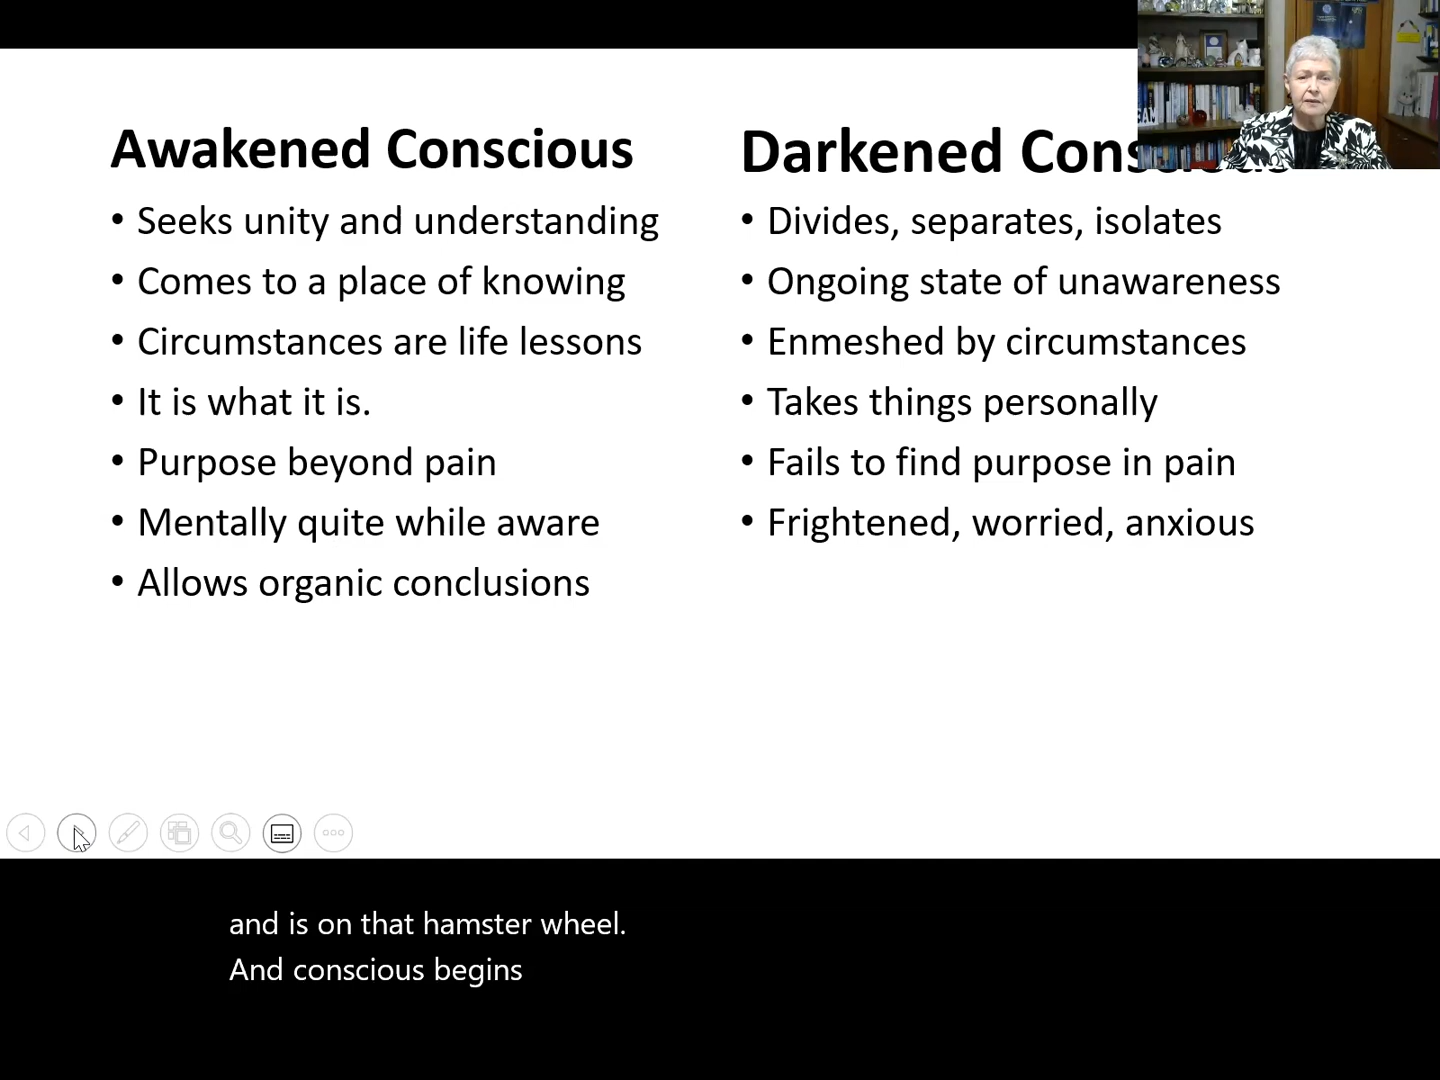 Awakened Conscious
• Seeks unity and understanding
• Comes to a place of knowing
• Circumstances are life lessons
• It is what it is.
• Purpose beyond pain
• Mentally quite while aware
• Allows organic conclusions
Darkened
• Divides, separates, isolates
• Ongoing state of unawareness
• Enmeshed by circumstances
• Takes things personally
• Fails to find purpose in pain
• Frightened, worried, anxious
and is on that hamster wheel.
And conscious begins